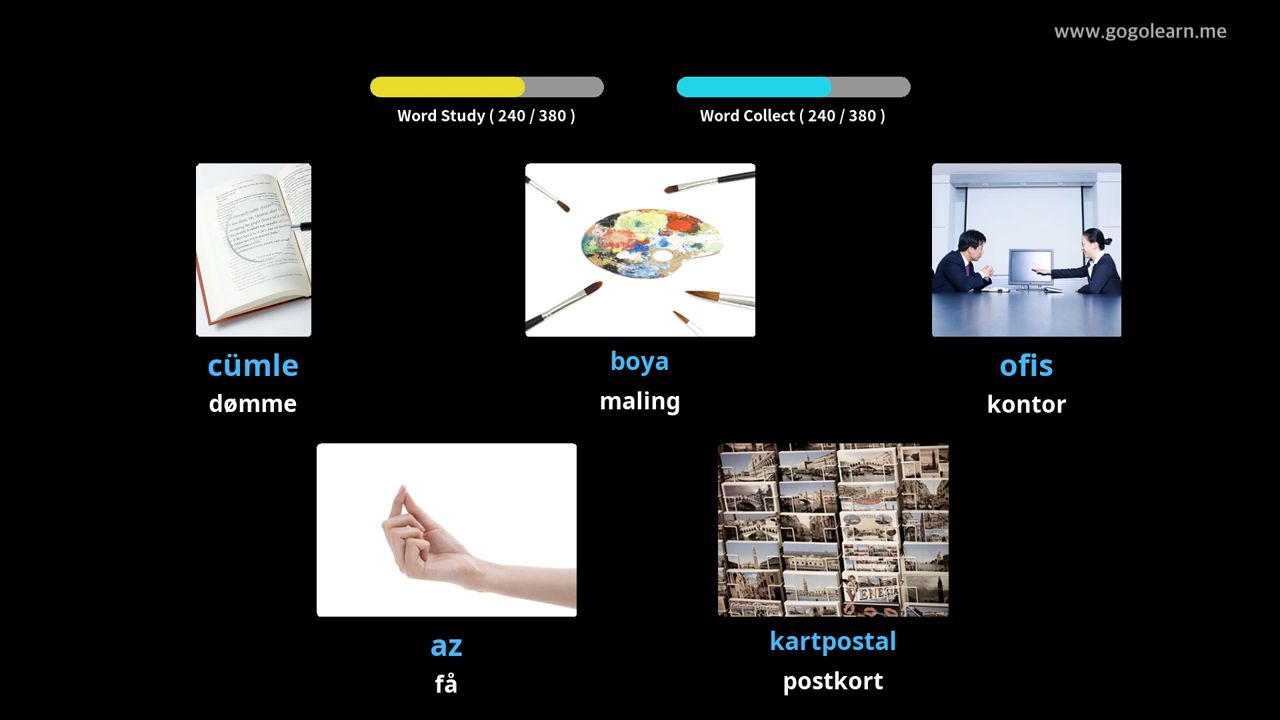 www.gogolearn.me
Word Study ( 240 / 380 )
Word Collect ( 240 / 380 )
cümle
dømme
boya
maling
ofis
kontor
az
få
kartpostal
postkort